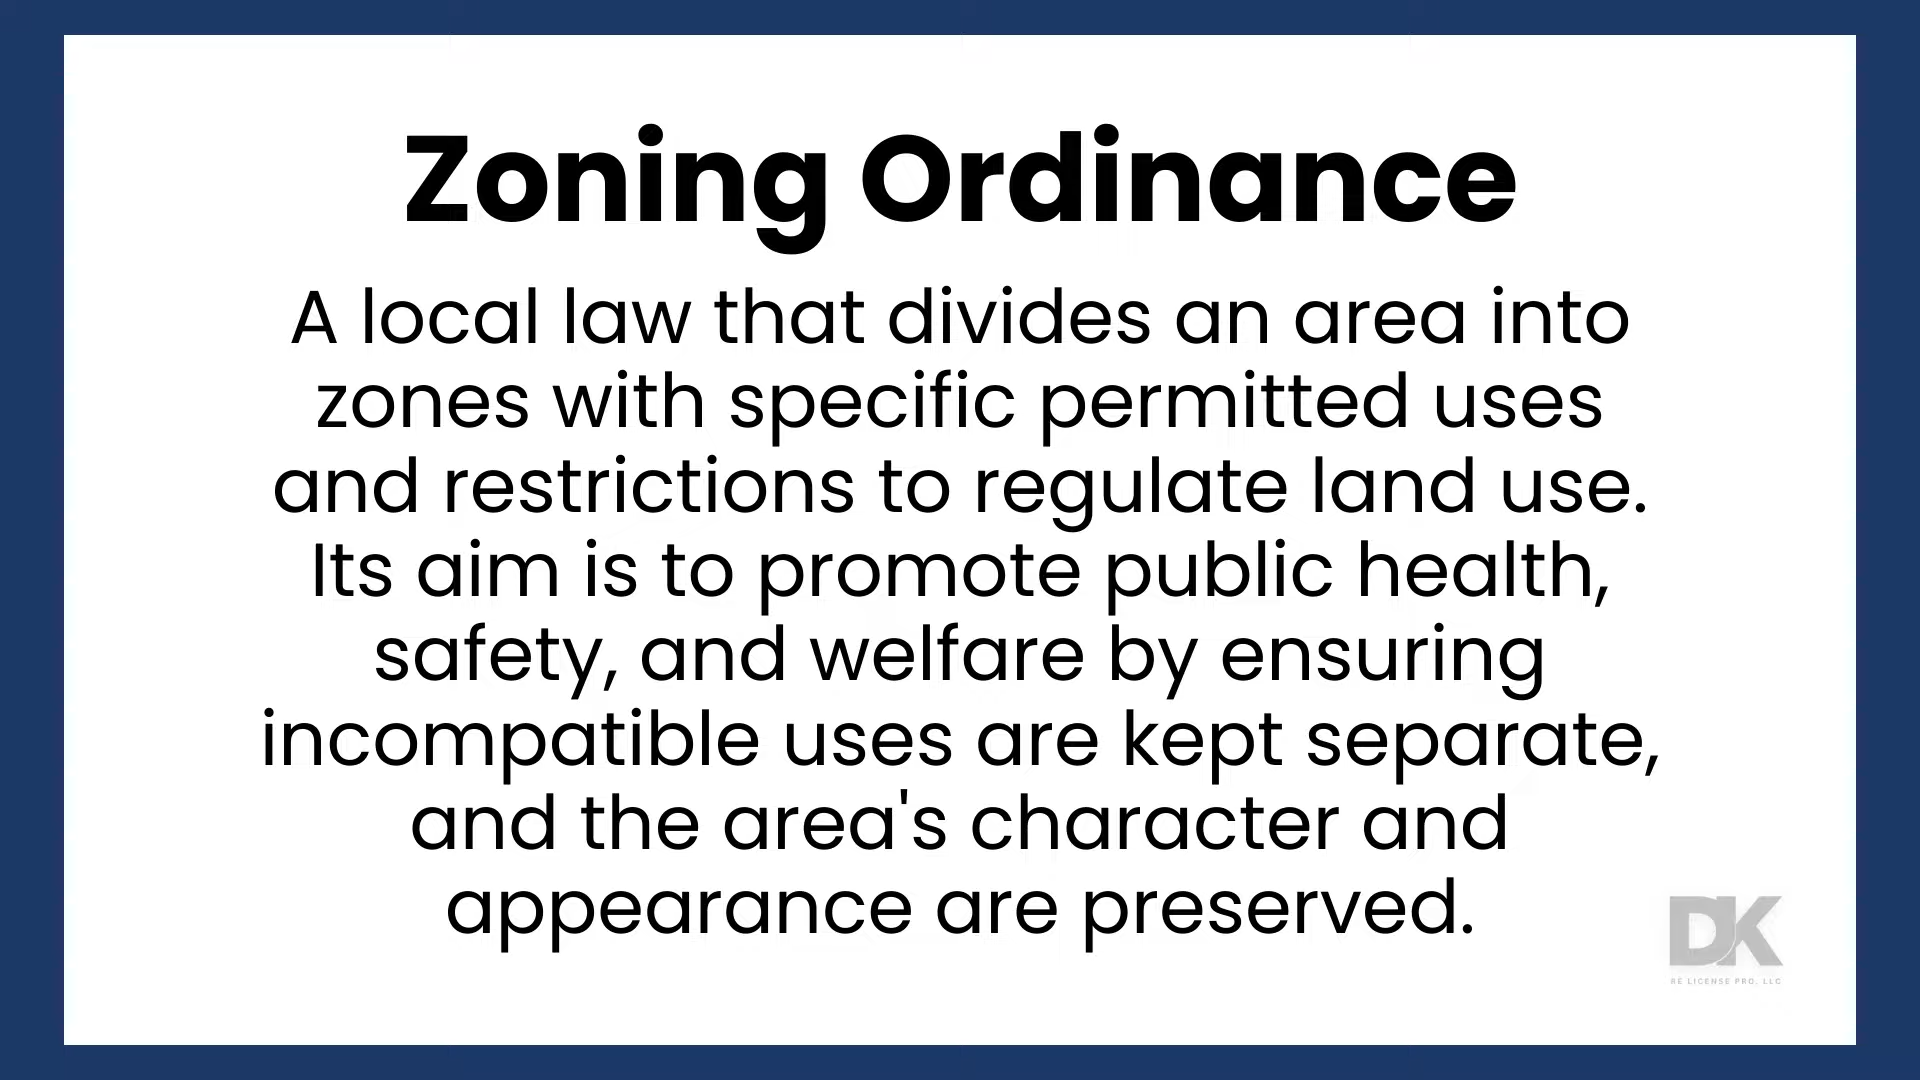 Zoning Ordinance
A local law that divides an area into
zones with specific permitted uses
and restrictions to regulate land use.
Its aim is to promote public health,
safety, and welfare by ensuring
incompatible uses are kept separate,
and the area's character and
appearance are preserved.
DK
RE LICENSE PRO, LLC